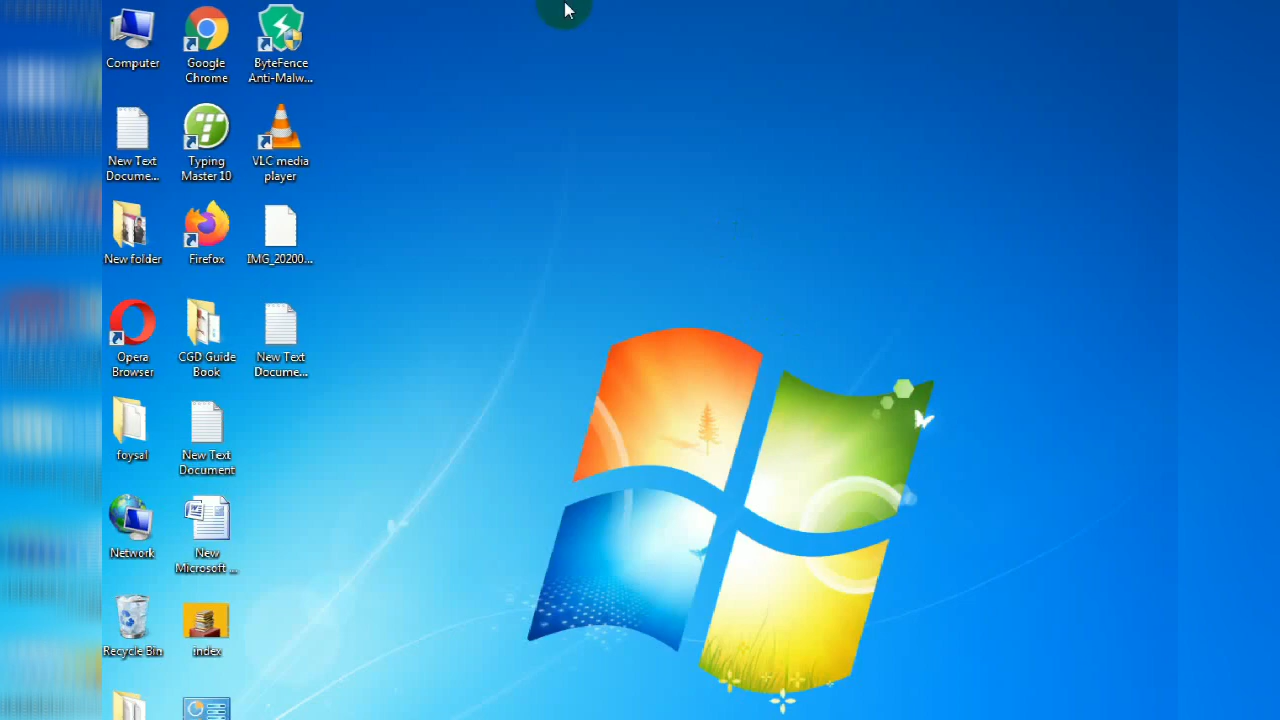 Computer
Google
Chrome
ByteFence
Anti-Malw...
New Text
Docume...
Typing
Master 10
VLC media
player
New folder
Firefox
IMG_20200...
Opera
Browser
CGD Guide
Book
New Text
Docume...
foysal
New Text
Document
Network
New
Microsoft ...
Recycle Bin
index